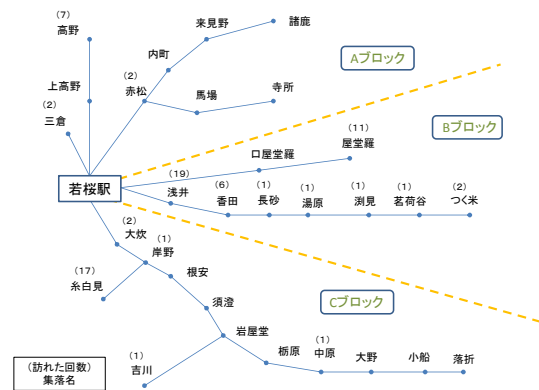 (7)
高野
来見野
諸鹿
内町
Aブロック
上高野
(2)
赤松
馬場
寺所
(2)
三倉
Bブロック
(11)
屋堂羅
口屋堂羅
若桜駅
(19)
浅井
(6)
香田
(1)
長砂
(1)
湯原
(1)
渕見
(1)
茗荷谷
(2)
つく米
(2)
大炊
(1)
岸野
(17)
糸白見
根安
Cブロック
須澄
岩屋堂
(1)
吉川
栃原
(1)
中原
大野
小船
落折
(訪れた回数)
集落名